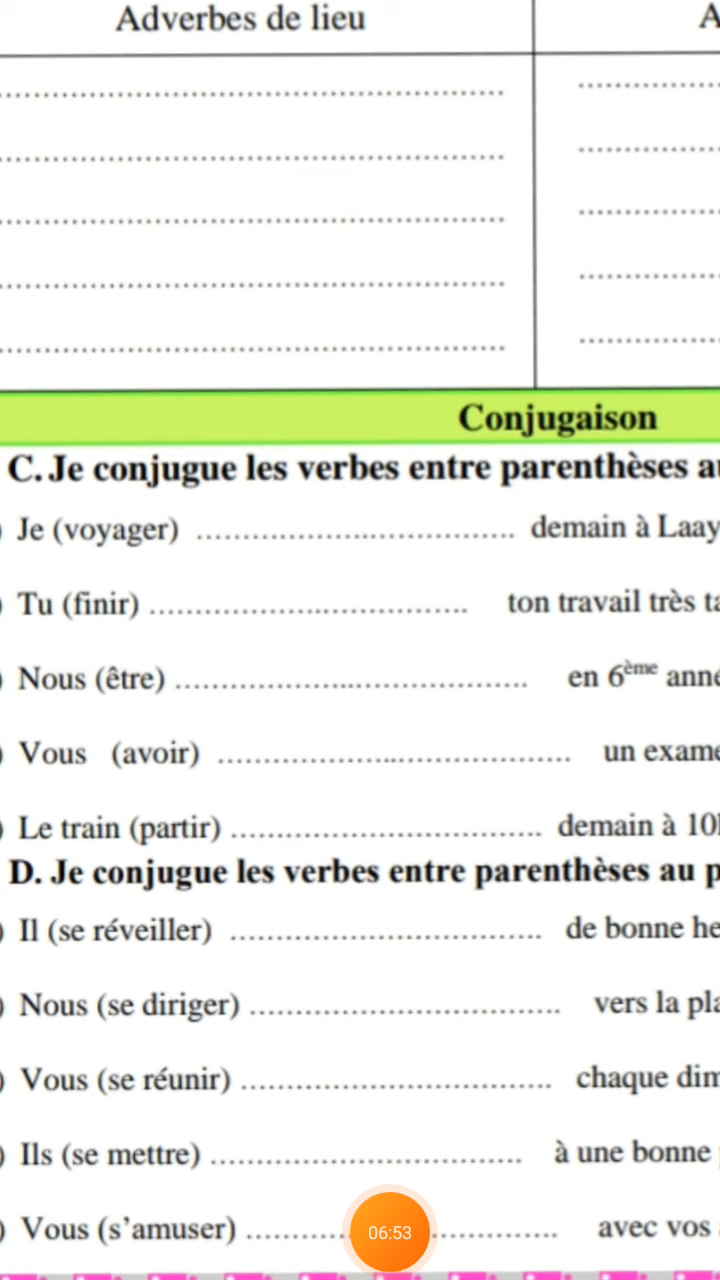 Adverbes de lieu
Conjugaison
C. Je conjugue les verbes entre parenthèses
) Je (voyager) ........................................ demain à
) Tu (finir) ........................................ ton travail très
) Nous (être) ........................................ en 6ème
) Vous (avoir) ........................................ un
) Le train (partir) ........................................ demain à
D. Je conjugue les verbes entre parenthèses au
) Il (se réveiller) ........................................ de bonne
) Nous (se diriger) ........................................ vers la
) Vous (se réunir) ........................................ chaque
) Ils (se mettre) ........................................ à une bonne
) Vous (s'amuser) ........................................ avec vos
06:53